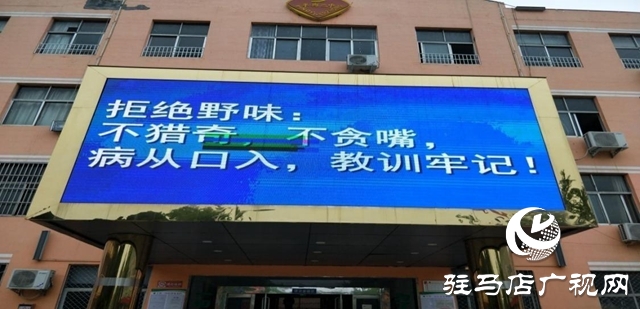 拒绝野味：
不猎奇，不贪嘴，
病从口入，教训牢记！
驻马店广视网